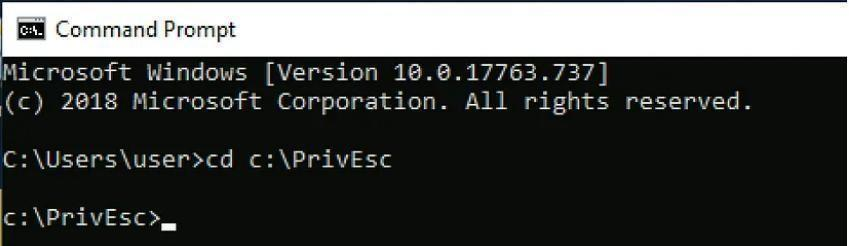 Command Prompt
Microsoft Windows [Version 10.0.17763.737]
(c) 2018 Microsoft Corporation. All rights reserved.
C:\Users\user>cd c:\PrivEsc
c:\PrivEsc>_